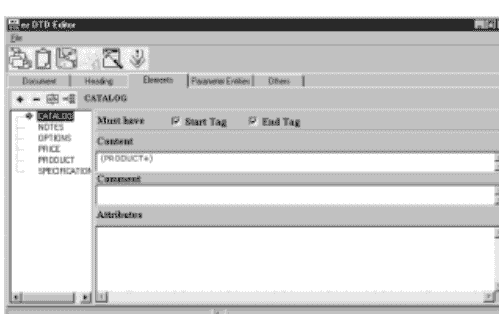 ez DTD Editor
File
Document Heading Elements Parameter Entities Others
CATALOG
CATALOG
NOTES
OPTIONS
PRICE
PRODUCT
SPECIFICATION
Must have Start Tag End Tag
Content
(PRODUCT+)
Comment
Attributes